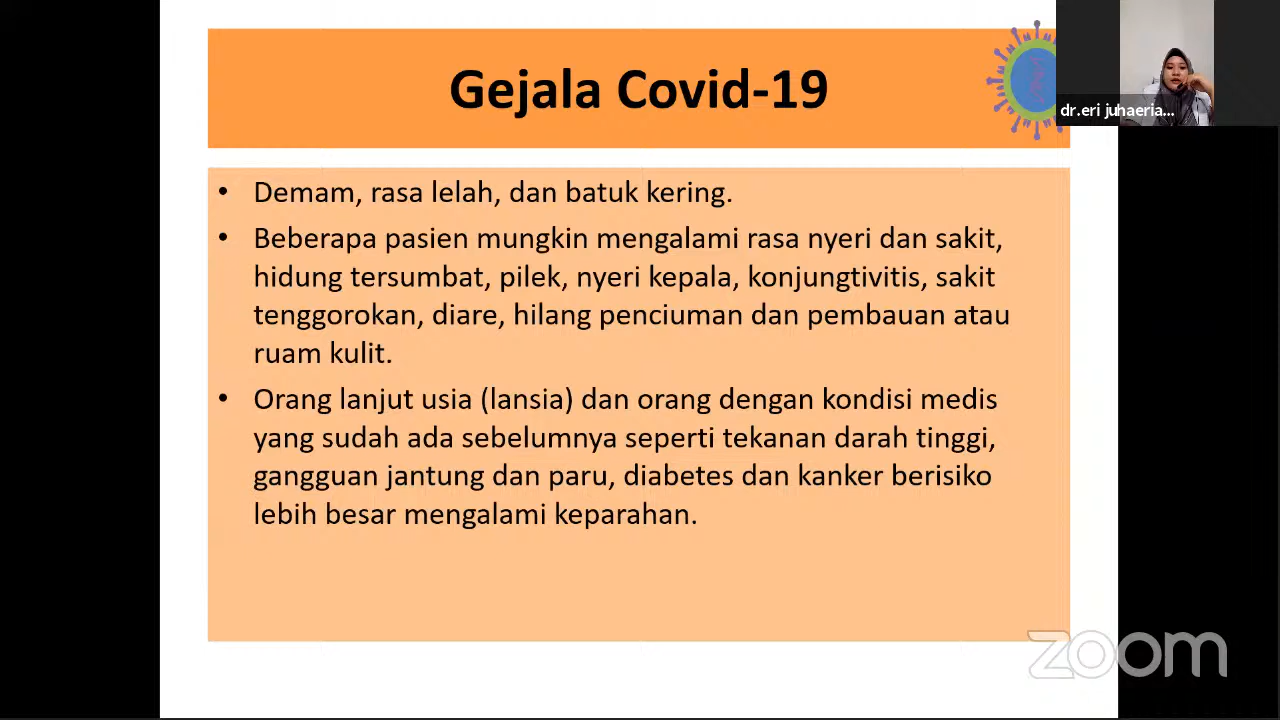 Gejala Covid-19
dr.eri juhaeria...
• Demam, rasa lelah, dan batuk kering.
• Beberapa pasien mungkin mengalami rasa nyeri dan sakit,
hidung tersumbat, pilek, nyeri kepala, konjungtivitis, sakit
tenggorokan, diare, hilang penciuman dan pembauan atau
ruam kulit.
• Orang lanjut usia (lansia) dan orang dengan kondisi medis
yang sudah ada sebelumnya seperti tekanan darah tinggi,
gangguan jantung dan paru, diabetes dan kanker berisiko
lebih besar mengalami keparahan.
zoom